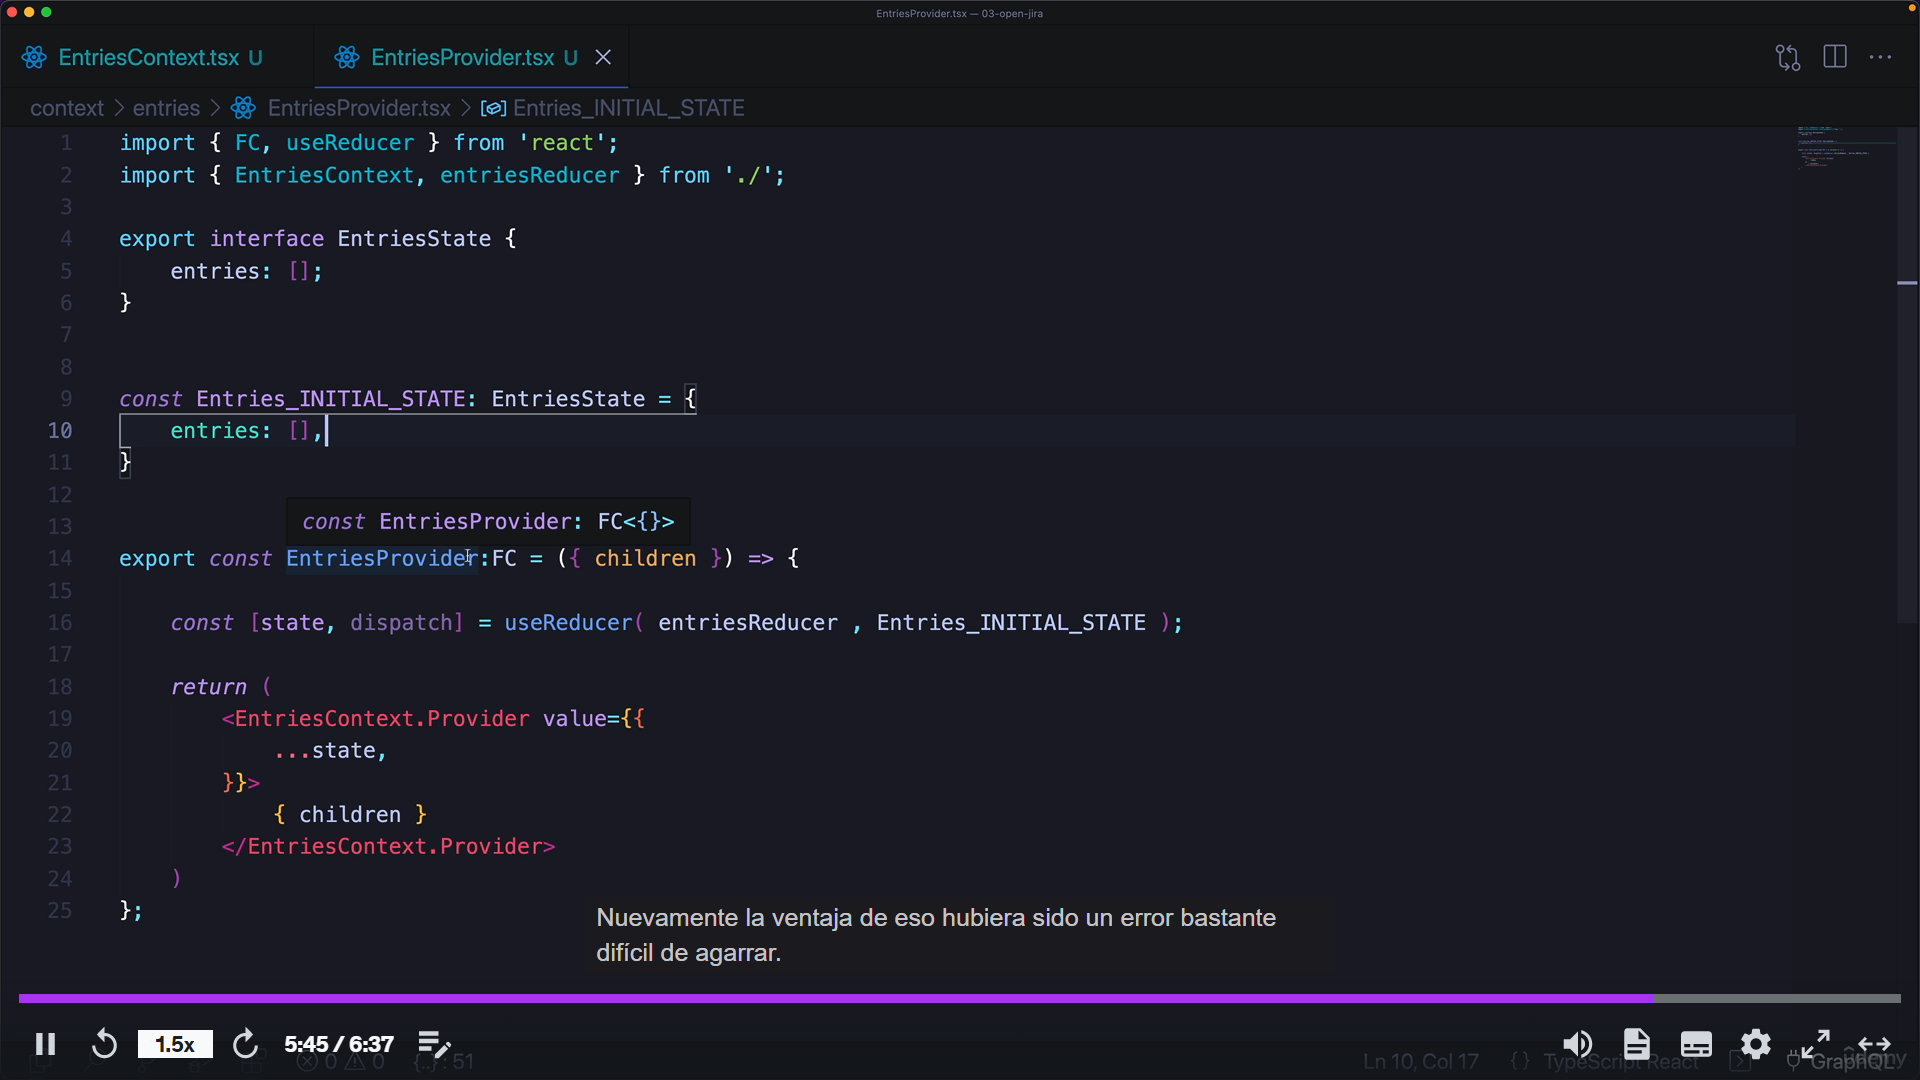 EntriesProvider.tsx — 03-open-jira
EntriesContext.tsx U
EntriesProvider.tsx U
context > entries > EntriesProvider.tsx > Entries_INITIAL_STATE
1 import { FC, useReducer } from 'react';
2 import { EntriesContext, entriesReducer } from './';
3
4 export interface EntriesState {
5 entries: [];
6 }
7
8
9 const Entries_INITIAL_STATE: EntriesState = {
10 entries: [],
11 }
12
const EntriesProvider: FC<{}>
13
14 export const EntriesProvider:FC = ({ children }) => {
15
16 const [state, dispatch] = useReducer( entriesReducer , Entries_INITIAL_STATE );
17
18 return (
19 <EntriesContext.Provider value={{
20 ...state,
21 }}>
22 { children }
23 </EntriesContext.Provider>
24 )
25 };
Nuevamente la ventaja de eso hubiera sido un error bastante
difícil de agarrar.
1.5x
5:45 / 6:37
0 0 {..} : 51
Ln 10, Col 17 {} TypeScript React GraphQL